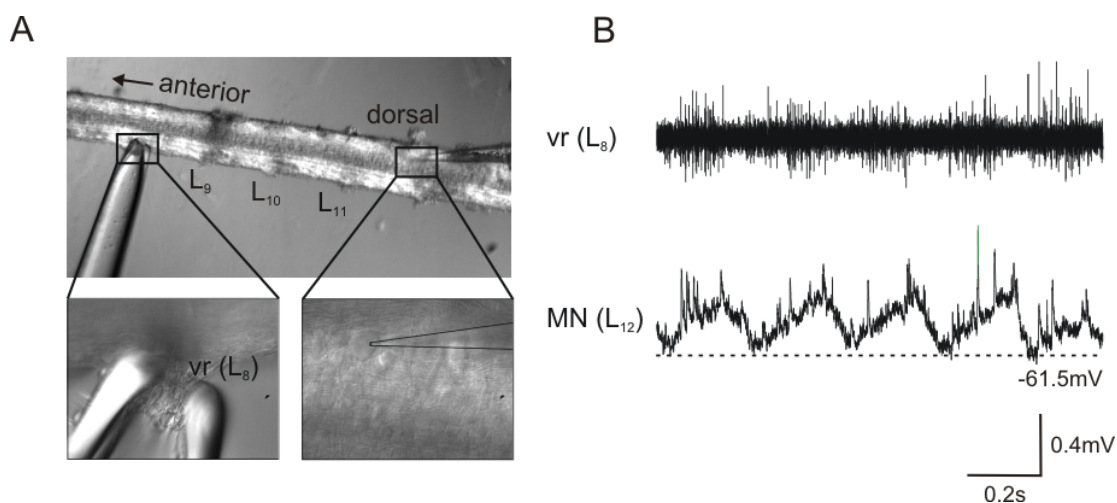 A
anterior
dorsal
L₉
L₁₀
L₁₁
vr (L₈)
B
vr (L₈)
MN (L₁₂)
-61.5mV
0.4mV
0.2s